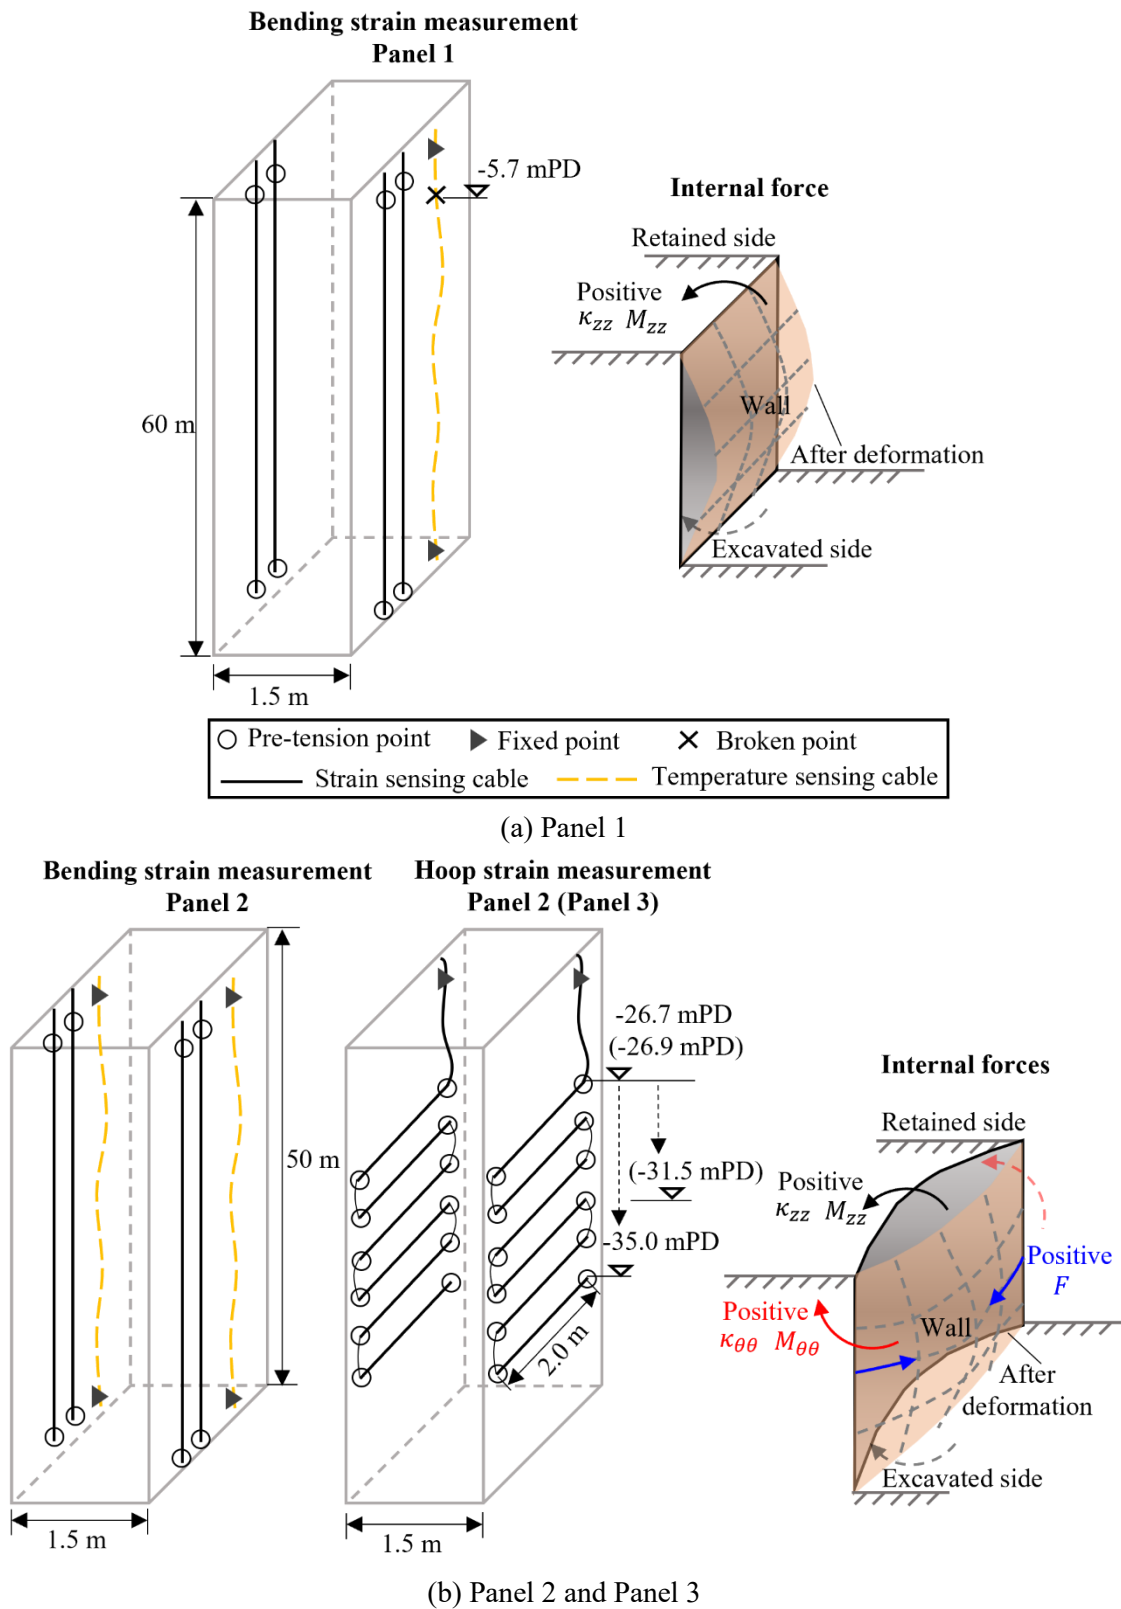 Bending strain measurement
Panel 1
-5.7 mPD
60 m
1.5 m
Internal force
Retained side
Positive
κzz Mzz
Wall
After deformation
Excavated side
Pre-tension point
Fixed point
Broken point
Strain sensing cable
Temperature sensing cable
(a) Panel 1
Bending strain measurement
Panel 2
50 m
1.5 m
Hoop strain measurement
Panel 2 (Panel 3)
-26.7 mPD
(-26.9 mPD)
(-31.5 mPD)
-35.0 mPD
2.0 m
1.5 m
Internal forces
Retained side
Positive
κzz Mzz
Positive
F
Positive
κθθ Mθθ
Wall
After
deformation
Excavated side
(b) Panel 2 and Panel 3